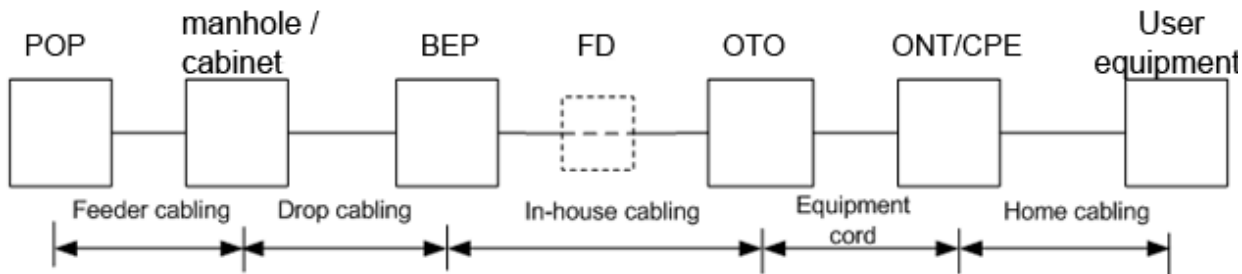 POP
manhole /
cabinet
BEP
FD
OTO
ONT/CPE
User
equipment
Feeder cabling
Drop cabling
In-house cabling
Equipment
cord
Home cabling